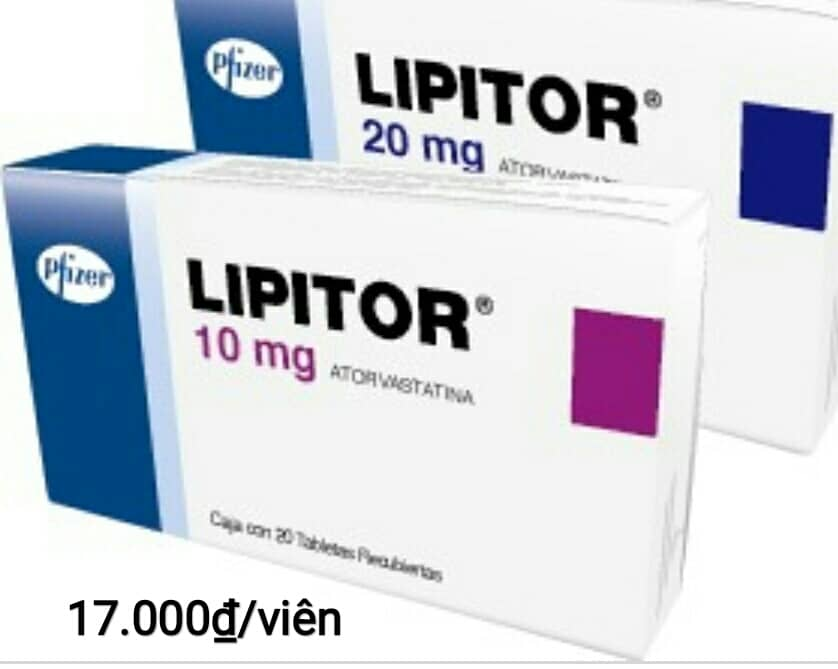 Pfizer
LIPITOR®
20 mg
Pfizer
LIPITOR®
10 mg ATORVASTATINA
Caja con 20 Tabletas Recubiertas
17.000₫/viên